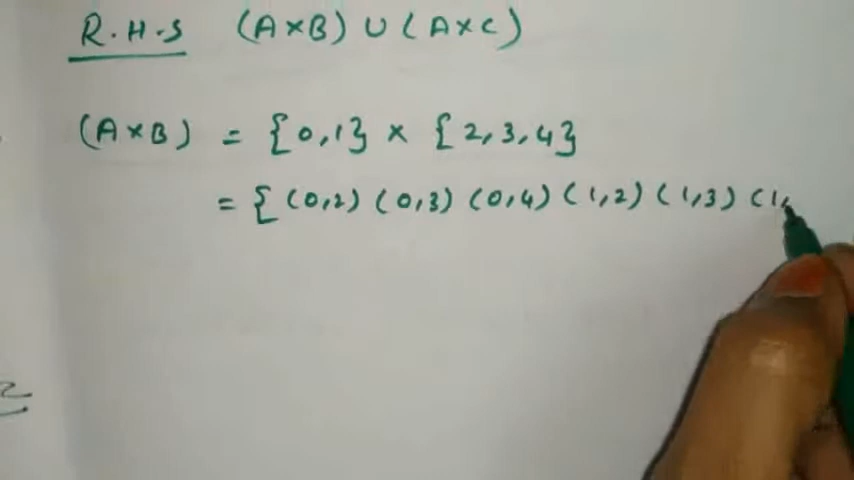 R.H.S (A×B) ∪ (A×C)
(A×B) = {0,1} × {2,3,4}
= { (0,2) (0,3) (0,4) (1,2) (1,3) (1,